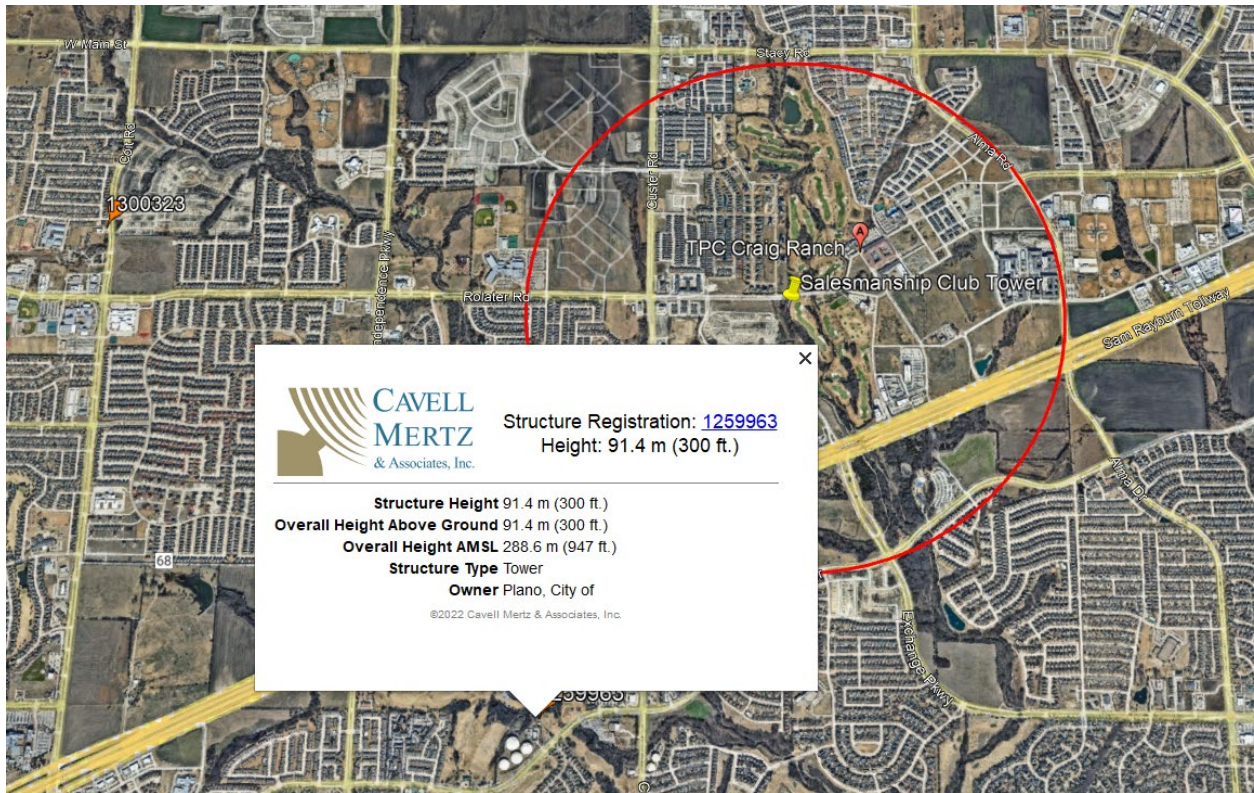 W Main St
Stacy Rd
Coit Rd
Alma Rd
Custer Rd
1300323
TPC Craig Ranch
A
Salesmanship Club Tower
Independence Pkwy
Rolater Rd
Sam Rayburn Tollway
CAVELL
MERTZ
& Associates, Inc.
Structure Registration: 1259963
Height: 91.4 m (300 ft.)
Structure Height 91.4 m (300 ft.)
Overall Height Above Ground 91.4 m (300 ft.)
Overall Height AMSL 288.6 m (947 ft.)
Structure Type Tower
Owner Plano, City of
©2022 Cavell Mertz & Associates, Inc.
Alma Dr
68
Exchange Pkwy
1259963